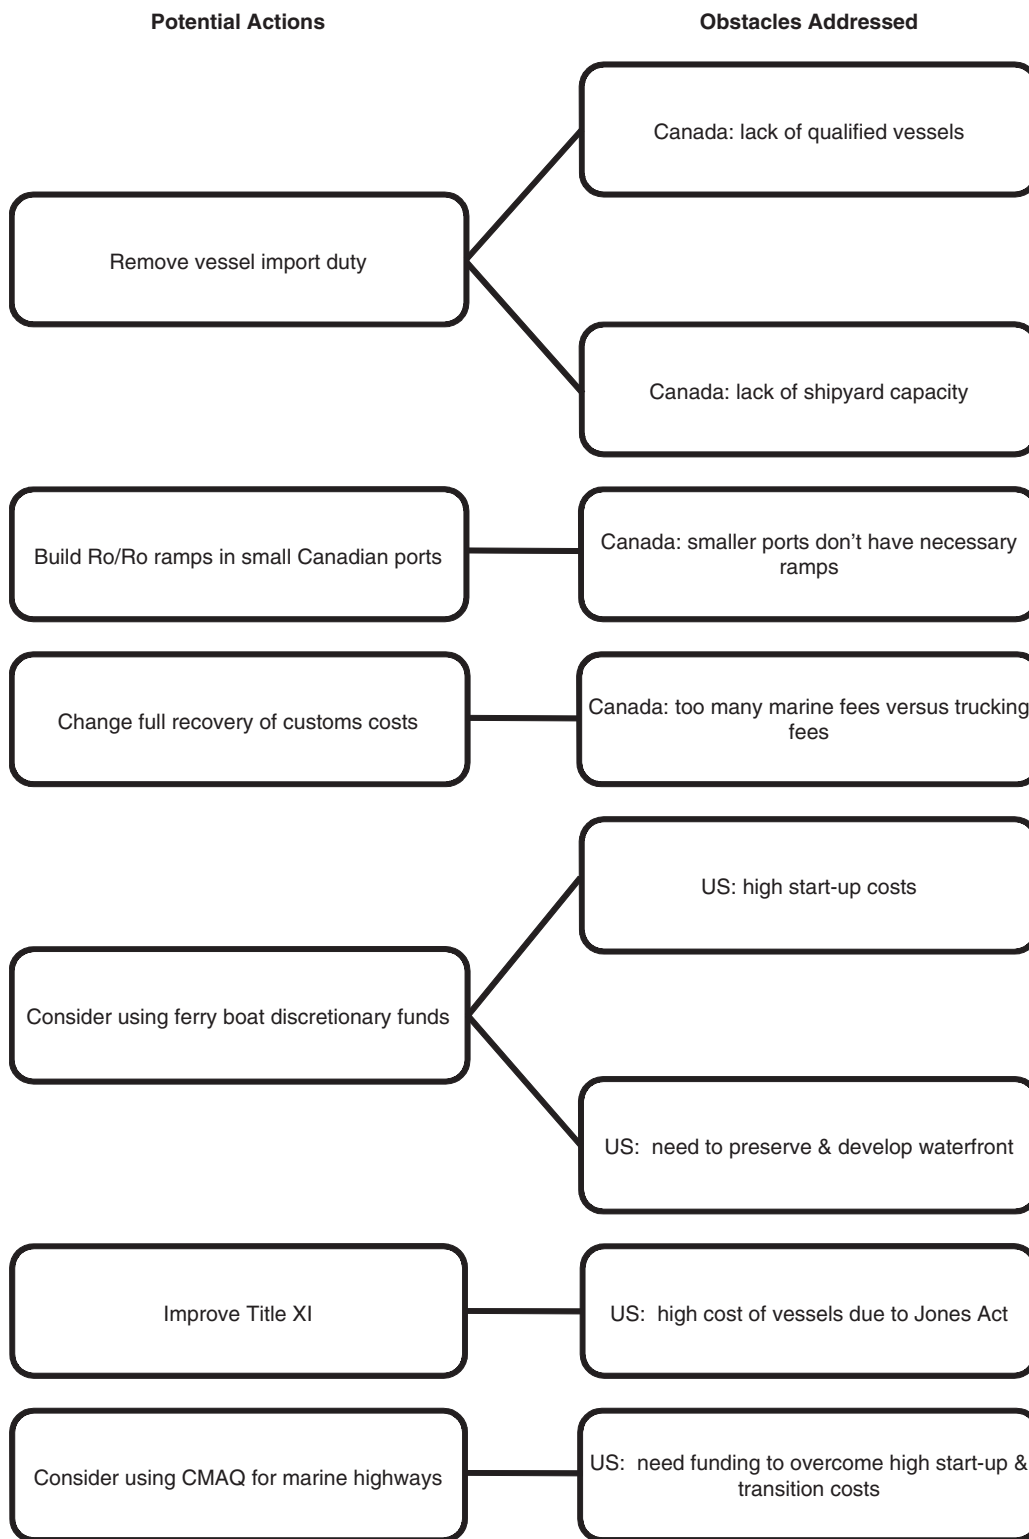 Potential Actions
Obstacles Addressed
Canada: lack of qualified vessels
Remove vessel import duty
Canada: lack of shipyard capacity
Build Ro/Ro ramps in small Canadian ports
Canada: smaller ports don’t have necessary
ramps
Change full recovery of customs costs
Canada: too many marine fees versus trucking
fees
US: high start-up costs
Consider using ferry boat discretionary funds
US:  need to preserve & develop waterfront
Improve Title XI
US:  high cost of vessels due to Jones Act
Consider using CMAQ for marine highways
US:  need funding to overcome high start-up &
transition costs